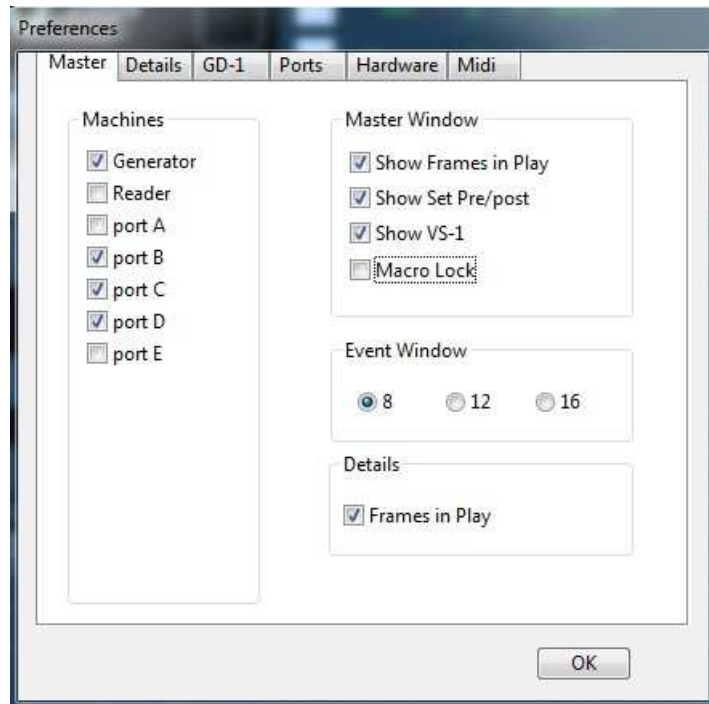 Preferences
Master Details GD-1 Ports Hardware Midi
Machines
Generator
Reader
port A
port B
port C
port D
port E
Master Window
Show Frames in Play
Show Set Pre/post
Show VS-1
Macro Lock
Event Window
8 12 16
Details
Frames in Play
OK